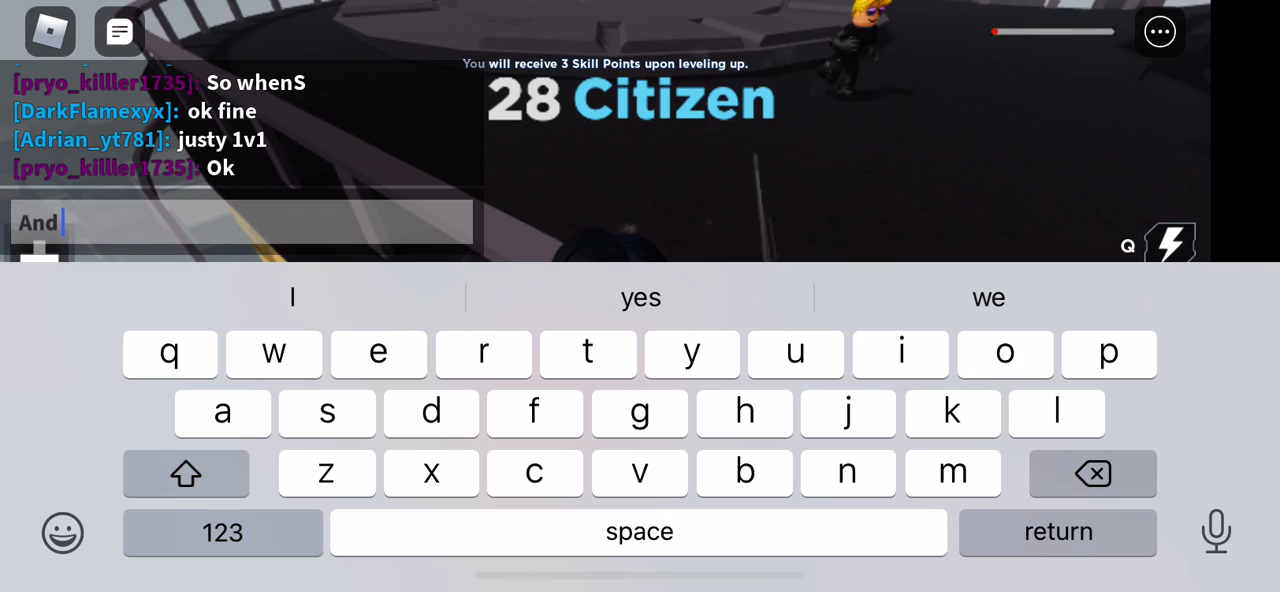 [pryo_killler1735]: So whenS
[DarkFlamexyx]: ok fine
[Adrian_yt781]: justy 1v1
[pryo_killler1735]: Ok
And
You will receive 3 Skill Points upon leveling up.
28 Citizen
Q
I yes we
q w e r t y u i o p
a s d f g h j k l
z x c v b n m
123 space return